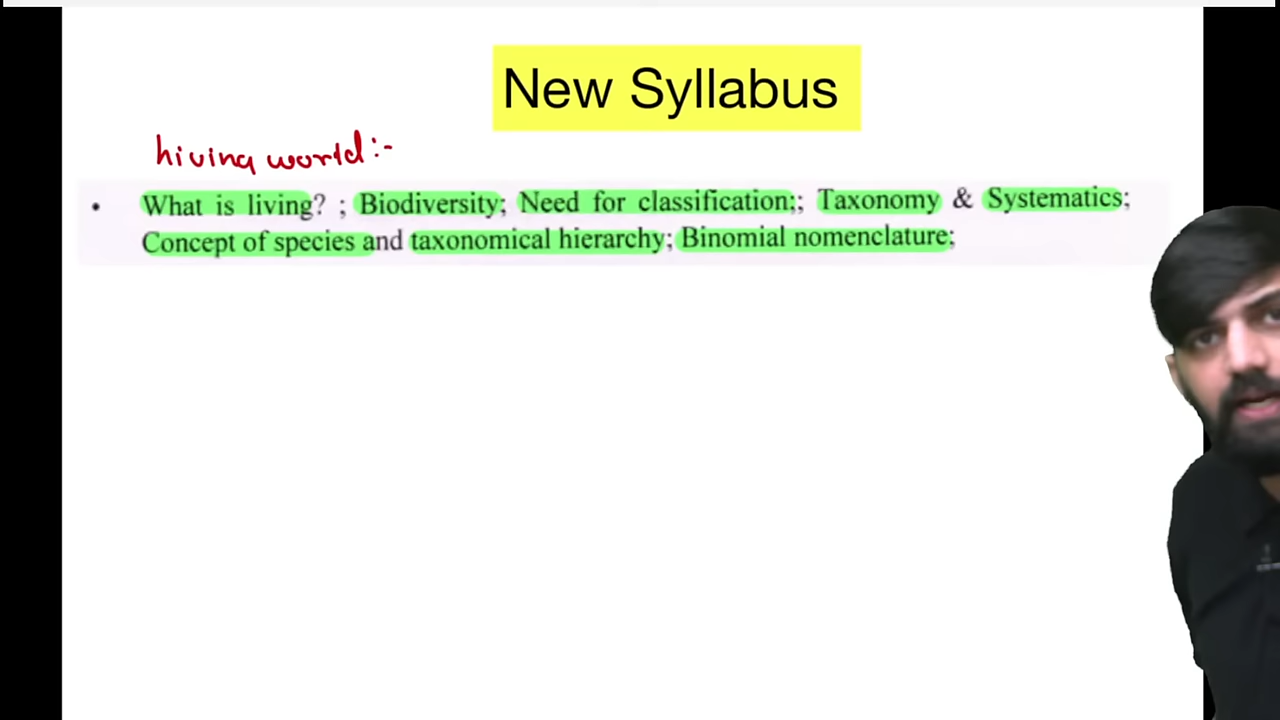 New Syllabus
Living world :-
• What is living? ; Biodiversity; Need for classification;; Taxonomy & Systematics;
Concept of species and taxonomical hierarchy; Binomial nomenclature;